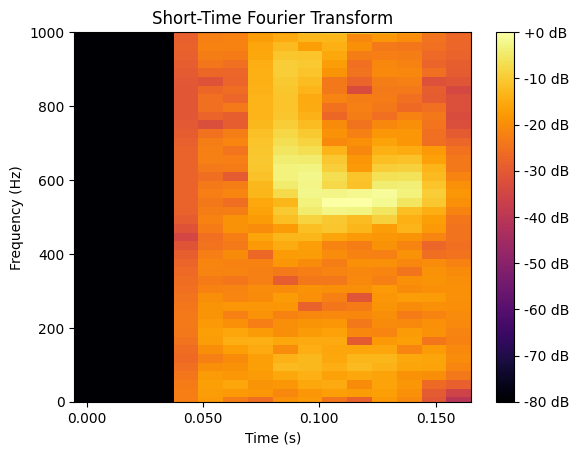 Short-Time Fourier Transform
1000
800
600
400
200
0
Frequency (Hz)
0.000
0.050
0.100
0.150
Time (s)
+0 dB
-10 dB
-20 dB
-30 dB
-40 dB
-50 dB
-60 dB
-70 dB
-80 dB